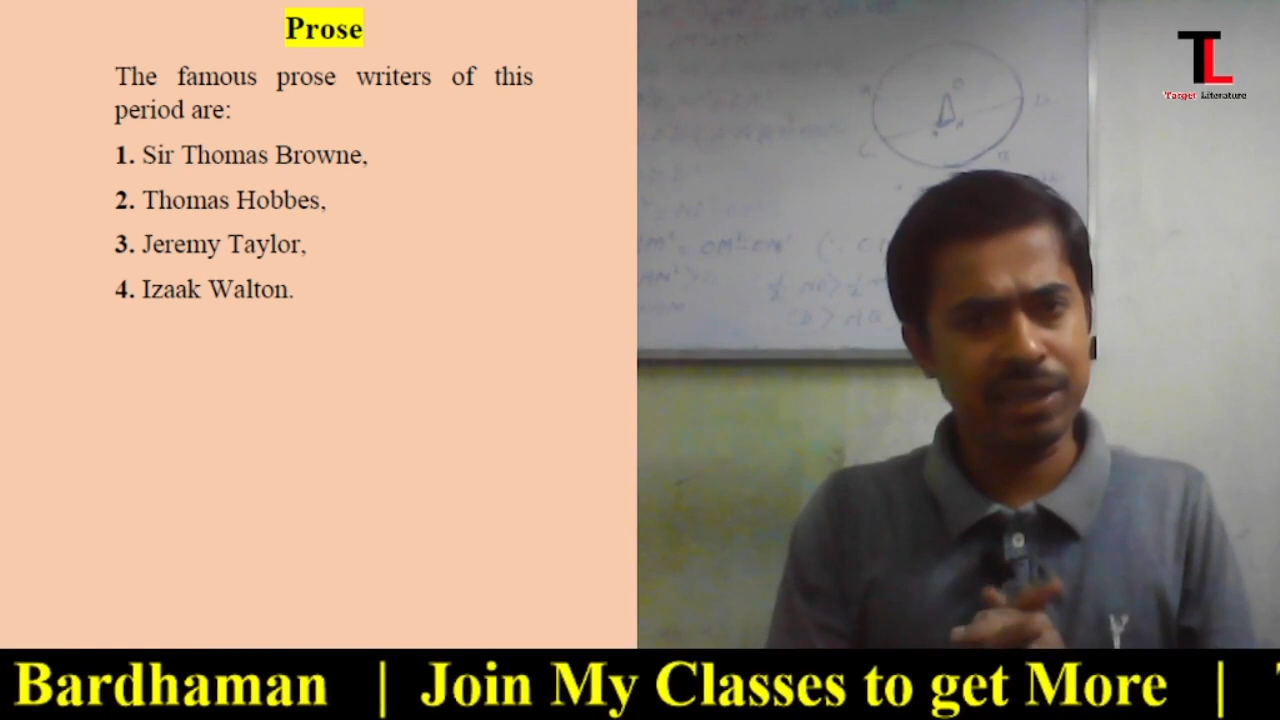 Prose
The famous prose writers of this
period are:
1. Sir Thomas Browne,
2. Thomas Hobbes,
3. Jeremy Taylor,
4. Izaak Walton.
TL
Target Literature
Bardhaman | Join My Classes to get More |